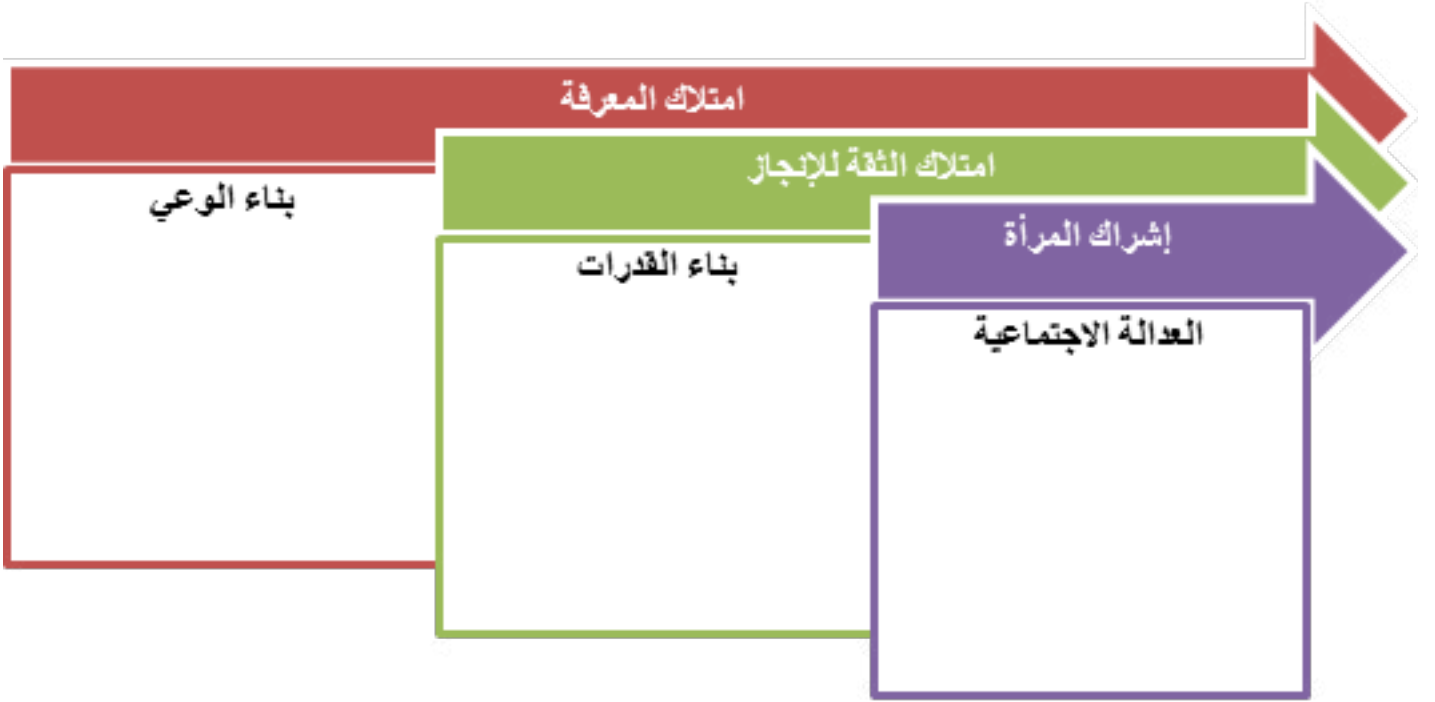 امتلاك المعرفة
بناء الوعي
امتلاك الثقة للإنجاز
بناء القدرات
إشراك المرأة
العدالة الاجتماعية